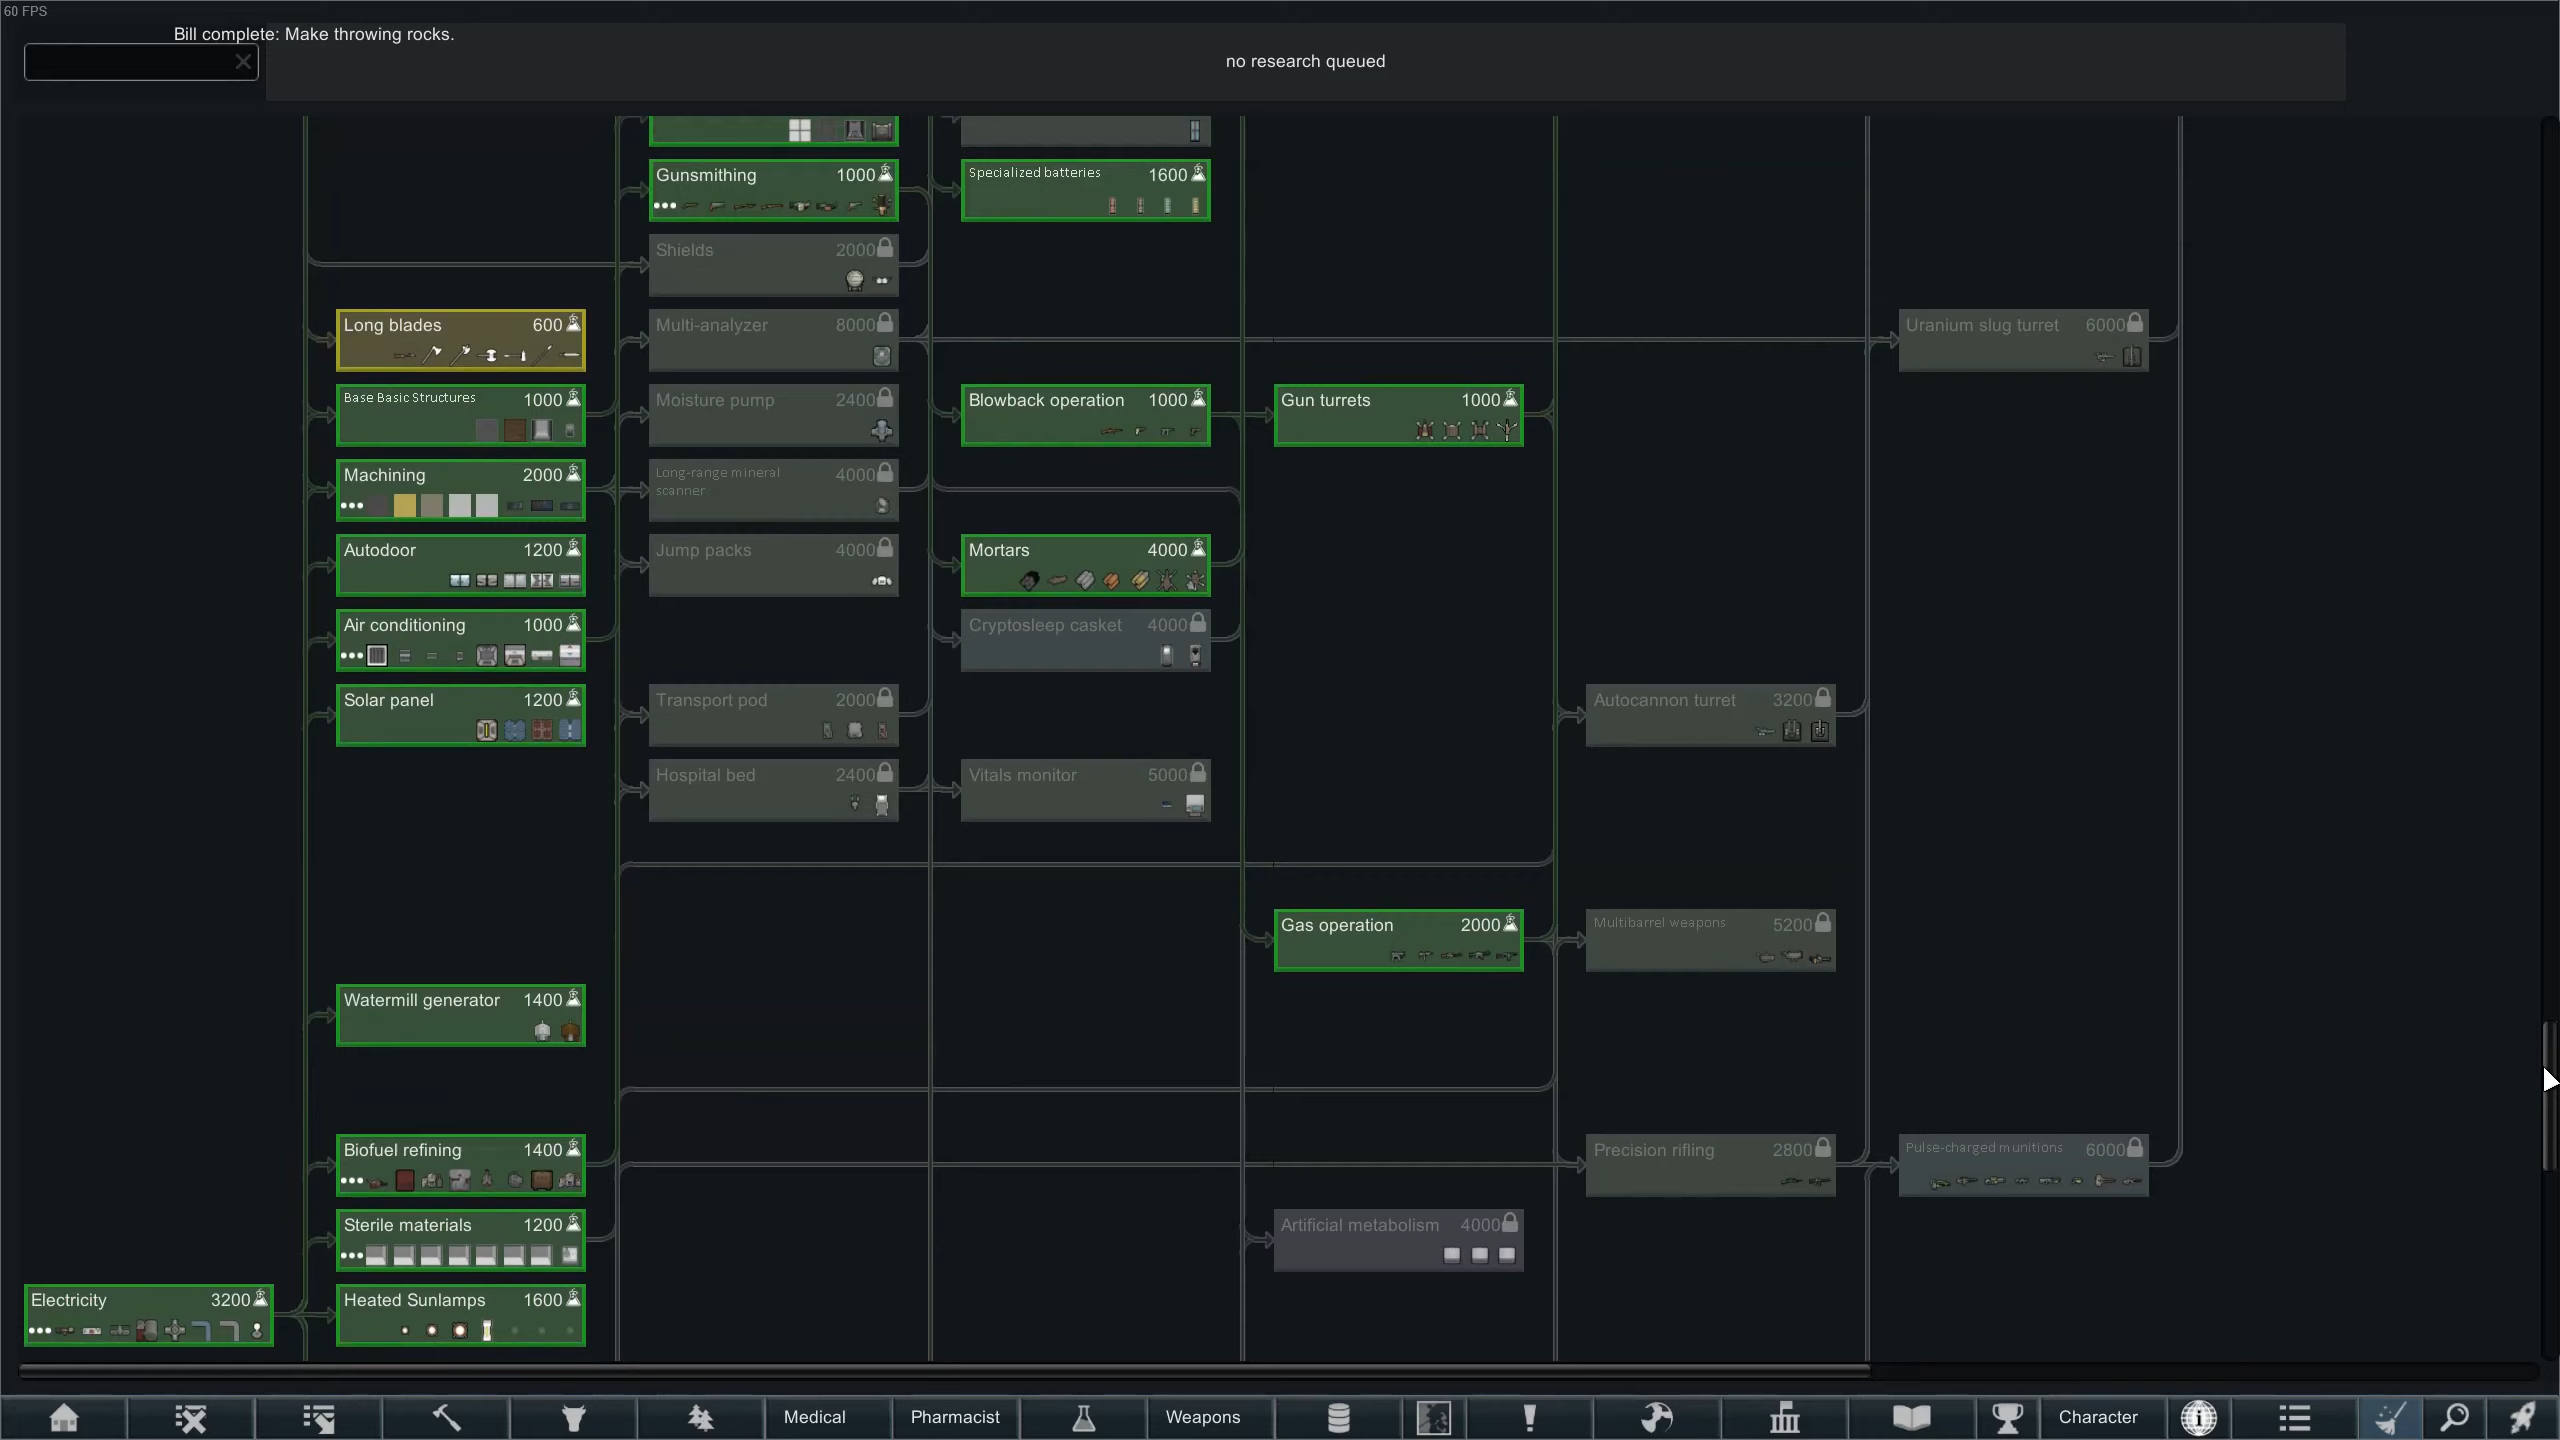 60 FPS
Bill complete: Make throwing rocks.
no research queued
Gunsmithing 1000
Specialized batteries 1600
Shields 2000
Long blades 600
Multi-analyzer 8000
Uranium slug turret 6000
Base Basic Structures 1000
Moisture pump 2400
Blowback operation 1000
Gun turrets 1000
Machining 2000
Long-range mineral
scanner
4000
Autodoor 1200
Jump packs 4000
Mortars 4000
Air conditioning 1000
Cryptosleep casket 4000
Solar panel 1200
Transport pod 2000
Autocannon turret 3200
Hospital bed 2400
Vitals monitor 5000
Gas operation 2000
Multibarrel weapons 5200
Watermill generator 1400
Biofuel refining 1400
Precision rifling 2800
Pulse-charged munitions 6000
Sterile materials 1200
Artificial metabolism 4000
Electricity 3200
Heated Sunlamps 1600
Medical Pharmacist Weapons Character